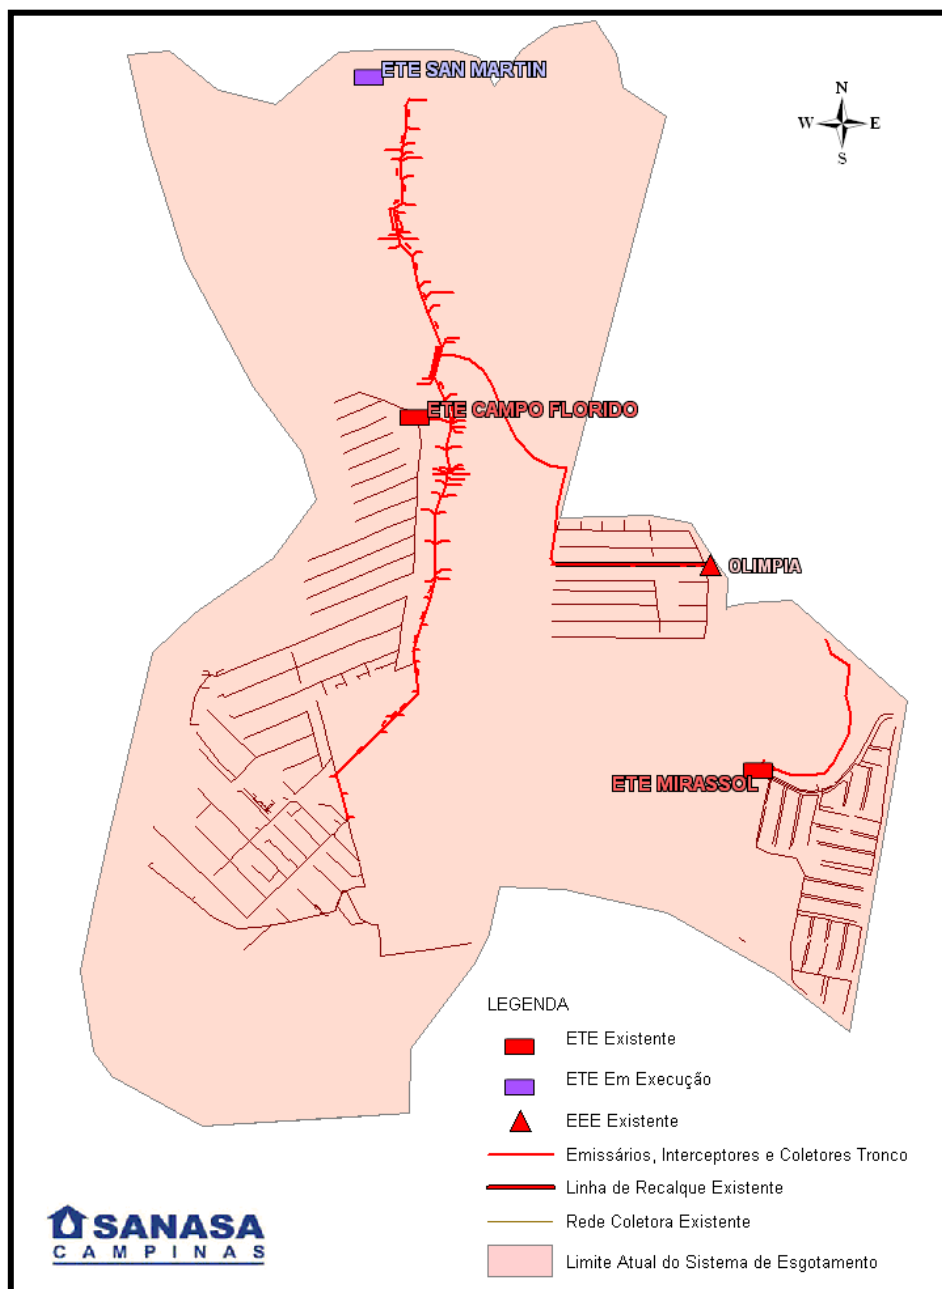 ETE SAN MARTIN
N
W
E
S
ETE CAMPO FLORIDO
OLIMPIA
ETE MIRASSOL
LEGENDA
ETE Existente
ETE Em Execução
EEE Existente
Emissários, Interceptores e Coletores Tronco
Linha de Recalque Existente
Rede Coletora Existente
Limite Atual do Sistema de Esgotamento
SANASA
CAMPINAS